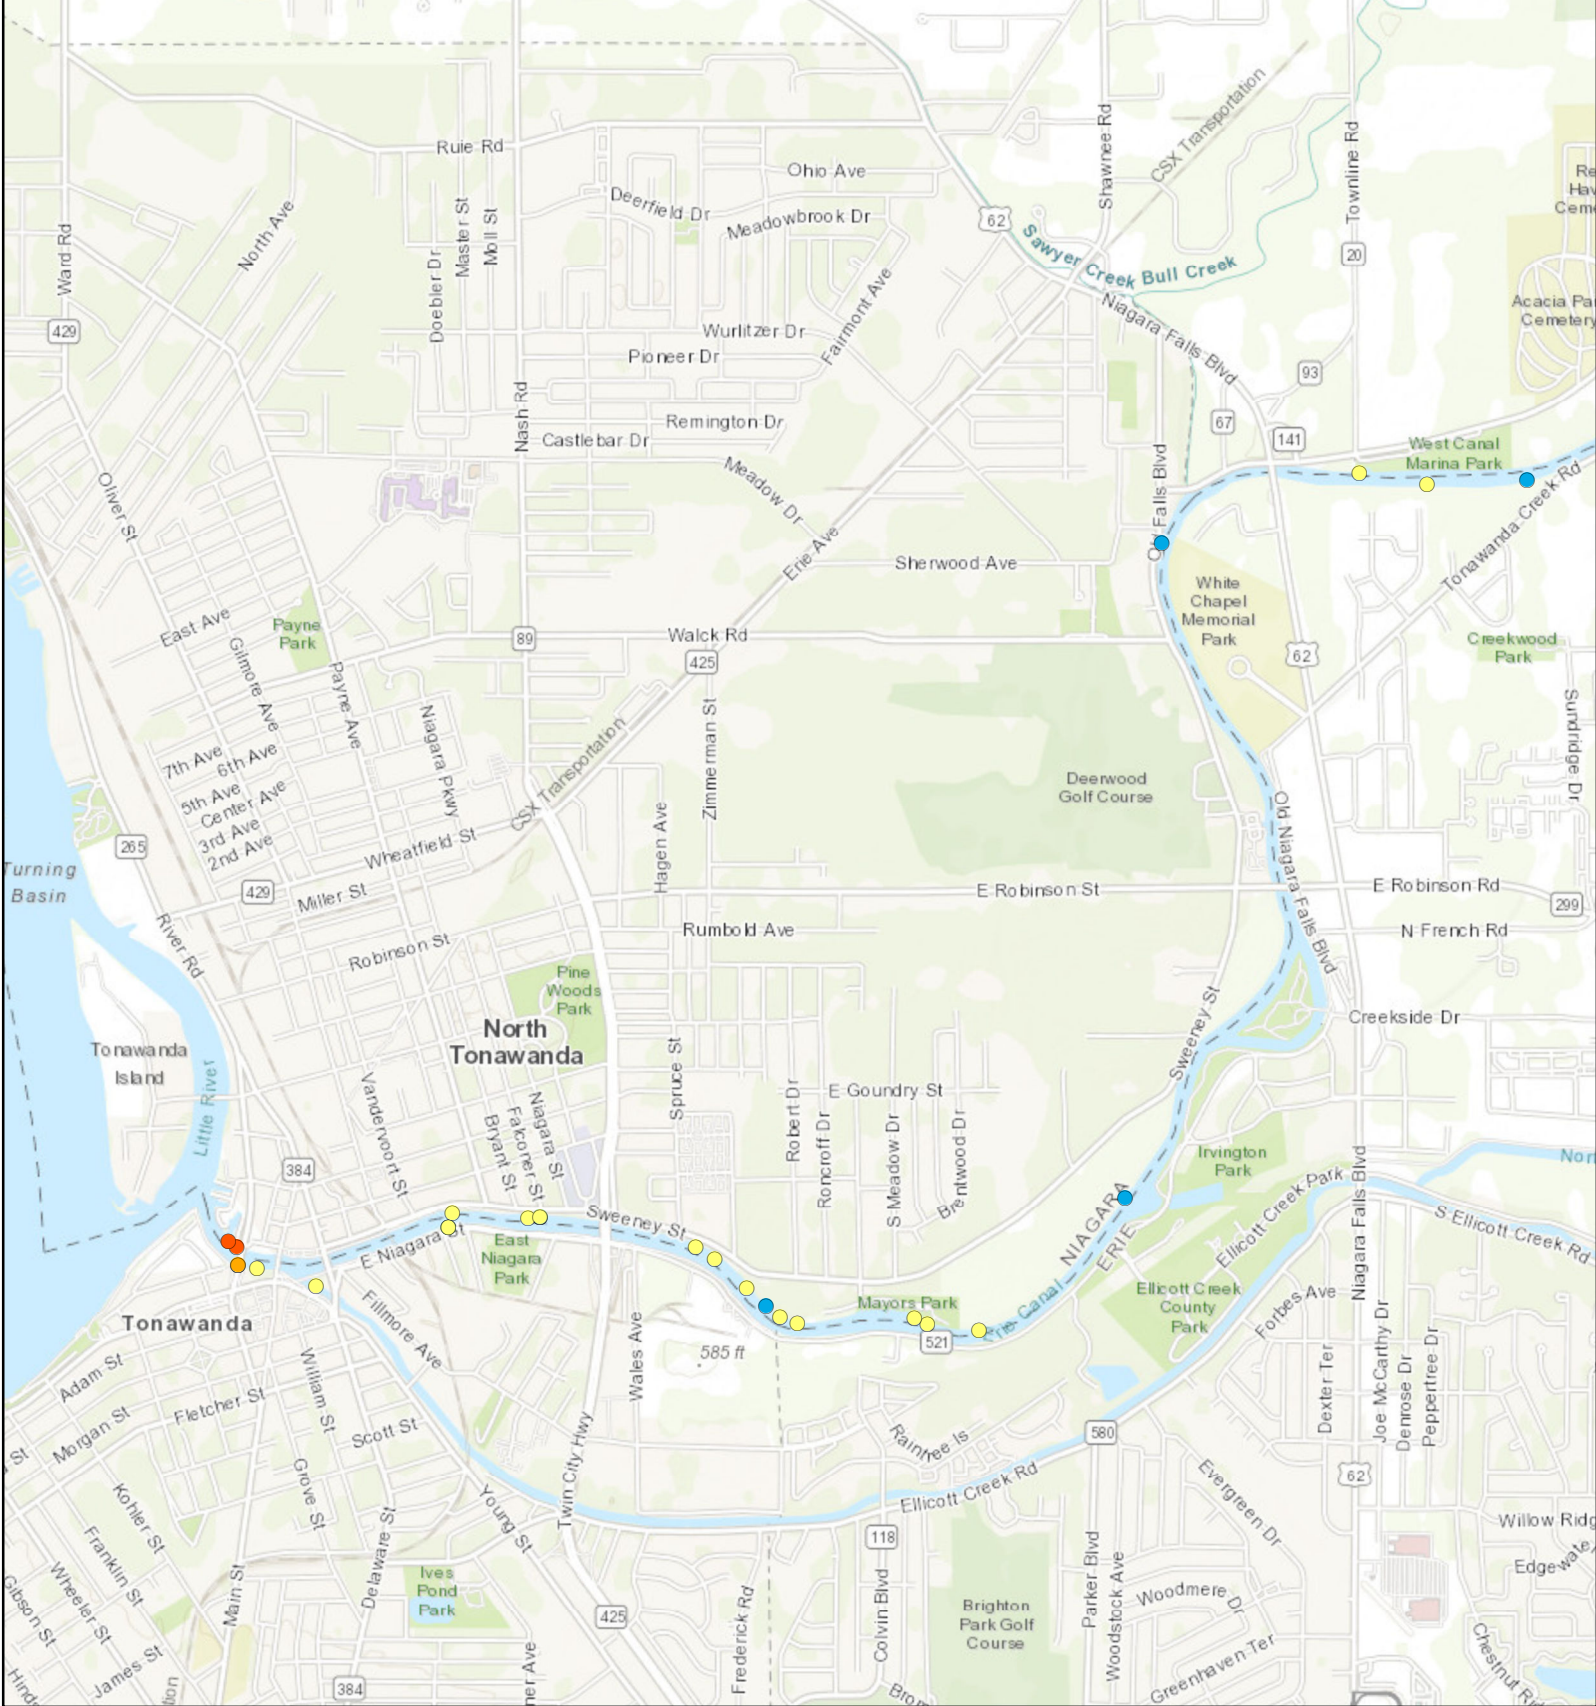 Ruie Rd
Ohio Ave
Deerfield Dr
Meadowbrook Dr
Shawnee Rd
CSX Transportation
Townline Rd
Ward Rd
North Ave
Master St
Moll St
Doebler Dr
62
Sawyer Creek Bull Creek
20
Acacia Pa
Cemetery
429
Wurlitzer Dr
Pioneer Dr
Fairmont Ave
Niagara Falls Blvd
93
Nash Rd
Remington Dr
Castlebar Dr
67
141
West Canal
Marina Park
Oliver St
Meadow Dr
Erie Ave
Falls Blvd
Tonawanda Creek Rd
Sherwood Ave
White
Chapel
Memorial
Park
East Ave
Payne
Park
89
Walck Rd
425
62
Creekwood
Park
Gilmore Ave
Payne Ave
Niagara Pkwy
Zimmerman St
CSX Transportation
Sundridge Dr
7th Ave
6th Ave
5th Ave
Center Ave
3rd Ave
2nd Ave
Deerwood
Golf Course
265
Wheatfield St
Hagen Ave
Old Niagara Falls Blvd
Turning
Basin
429
Miller St
E Robinson St
E Robinson Rd
299
River Rd
Robinson St
Rumbold Ave
N French Rd
Pine
Woods
Park
North
Tonawanda
Sweeney St
Creekside Dr
Tonawanda
Island
Little River
Vandervoort St
Spruce St
Niagara St
Falconer St
Bryant St
Robert Dr
Roncroff Dr
E Goundry St
S Meadow Dr
Brentwood Dr
Irvington
Park
384
Sweeney St
E Niagara St
East
Niagara
Park
NIAGARA
ERIE
Ellicott Creek Park
Niagara Falls Blvd
S Ellicott Creek Rd
Tonawanda
Fillmore Ave
Mayors Park
Erie Canal
521
Ellicott Creek
County
Park
Forbes Ave
585 ft
Wales Ave
Adam St
William St
Fletcher St
Morgan St
Scott St
Dexter Ter
Joe McCarthy Dr
Denrose Dr
Peppertree Dr
Raintree Is
580
St
Grove St
Kohler St
Young St
Twin City Hwy
Ellicott Creek Rd
Evergreen Dr
62
Franklin St
Delaware St
118
Willow Ridg
Edgewate
Wheeler St
Gibson St
Main St
Ives
Pond
Park
425
Frederick Rd
Colvin Blvd
Brighton
Park Golf
Course
Parker Blvd
Woodstock Ave
Woodmere Dr
Greenhaven Ter
Chestnut Ri
James St
384